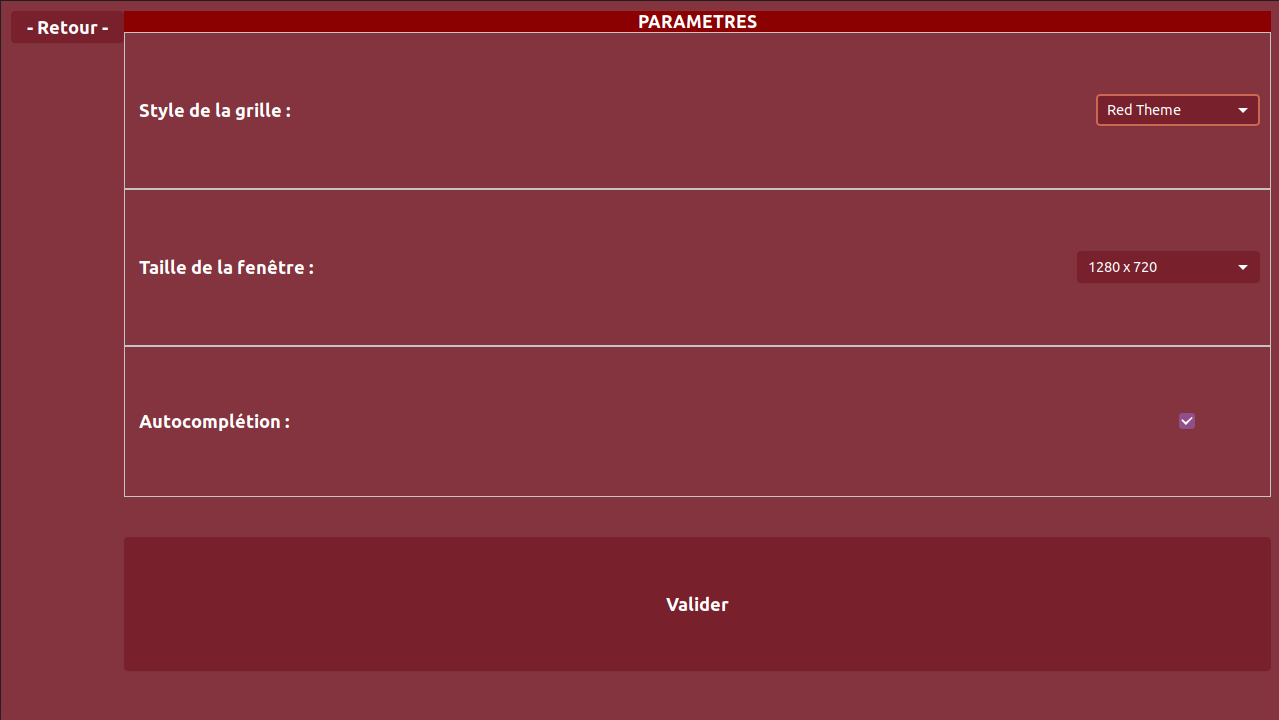 - Retour -
PARAMETRES
Style de la grille :
Red Theme
Taille de la fenêtre :
1280 x 720
Autocomplétion :
Valider